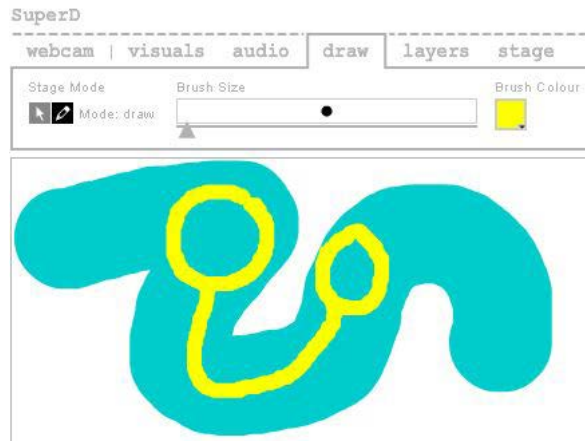 SuperD
webcam | visuals audio draw layers stage
Stage Mode Brush Size Brush Colour
Mode: draw